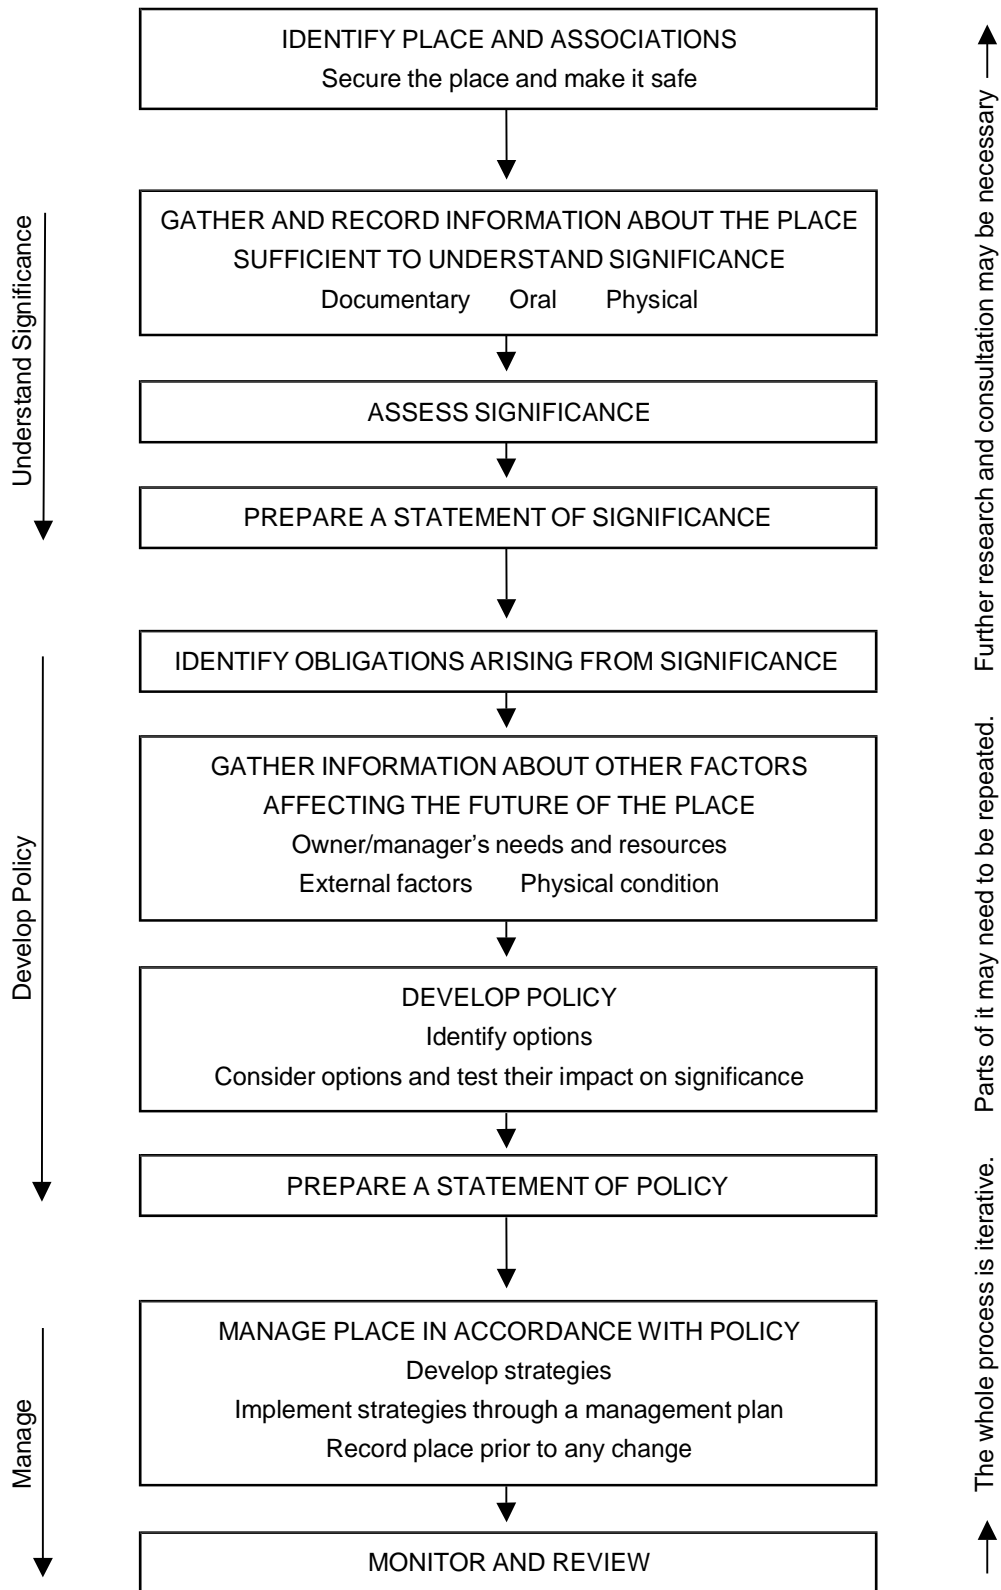 IDENTIFY PLACE AND ASSOCIATIONS
Secure the place and make it safe
GATHER AND RECORD INFORMATION ABOUT THE PLACE
SUFFICIENT TO UNDERSTAND SIGNIFICANCE
Documentary Oral Physical
ASSESS SIGNIFICANCE
PREPARE A STATEMENT OF SIGNIFICANCE
Understand Significance
IDENTIFY OBLIGATIONS ARISING FROM SIGNIFICANCE
GATHER INFORMATION ABOUT OTHER FACTORS
AFFECTING THE FUTURE OF THE PLACE
Owner/manager’s needs and resources
External factors Physical condition
DEVELOP POLICY
Identify options
Consider options and test their impact on significance
PREPARE A STATEMENT OF POLICY
Develop Policy
MANAGE PLACE IN ACCORDANCE WITH POLICY
Develop strategies
Implement strategies through a management plan
Record place prior to any change
MONITOR AND REVIEW
Manage
The whole process is iterative. Parts of it may need to be repeated. Further research and consultation may be necessary